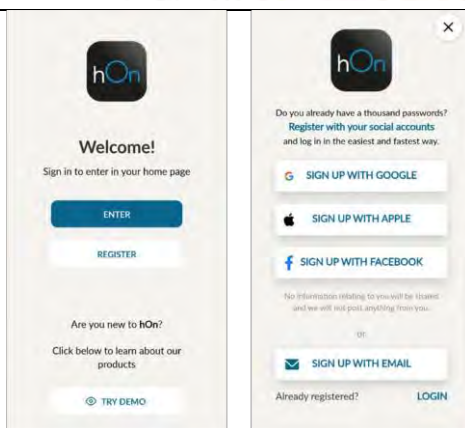 hOn
Welcome!
Sign in to enter in your home page
ENTER
REGISTER
Are you new to hOn?
Click below to learn about our
products
TRY DEMO
hOn
Do you already have a thousand passwords?
Register with your social accounts
and log in in the easiest and fastest way.
SIGN UP WITH GOOGLE
SIGN UP WITH APPLE
SIGN UP WITH FACEBOOK
No information relating to you will be shared
and we will not post anything from you.
or
SIGN UP WITH EMAIL
Already registered? LOGIN